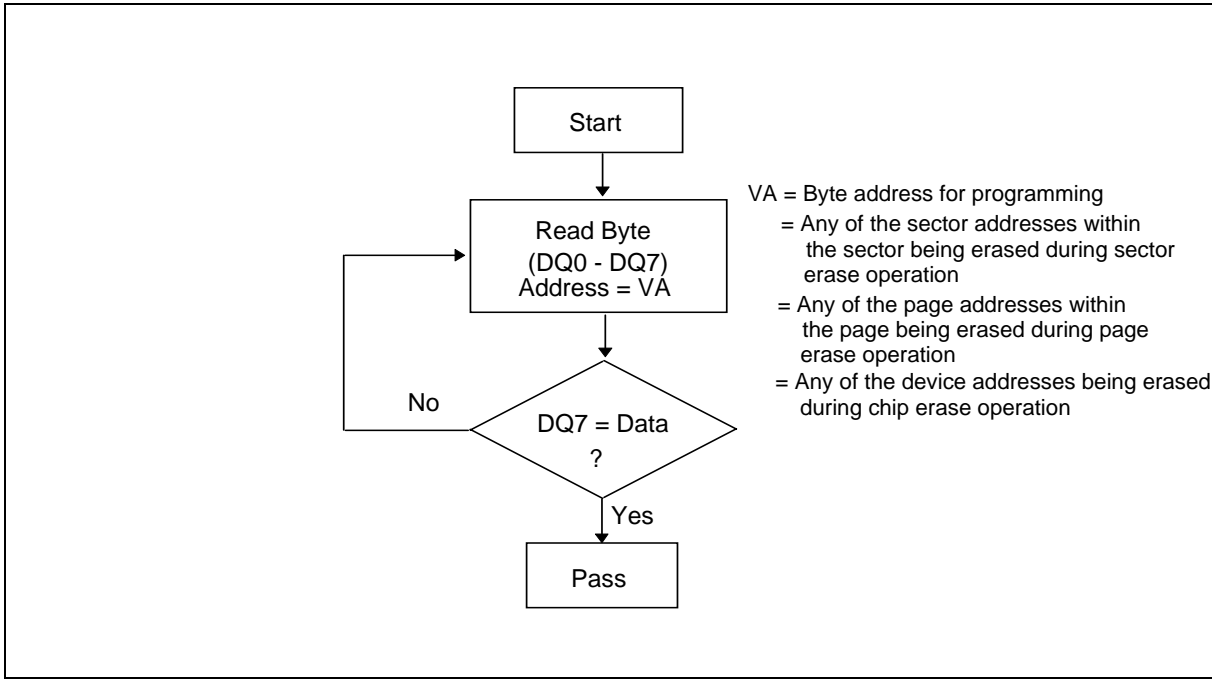 Start
Read Byte
(DQ0 - DQ7)
Address = VA
No
DQ7 = Data
?
Yes
Pass
VA = Byte address for programming
= Any of the sector addresses within
the sector being erased during sector
erase operation
= Any of the page addresses within
the page being erased during page
erase operation
= Any of the device addresses being erased
during chip erase operation